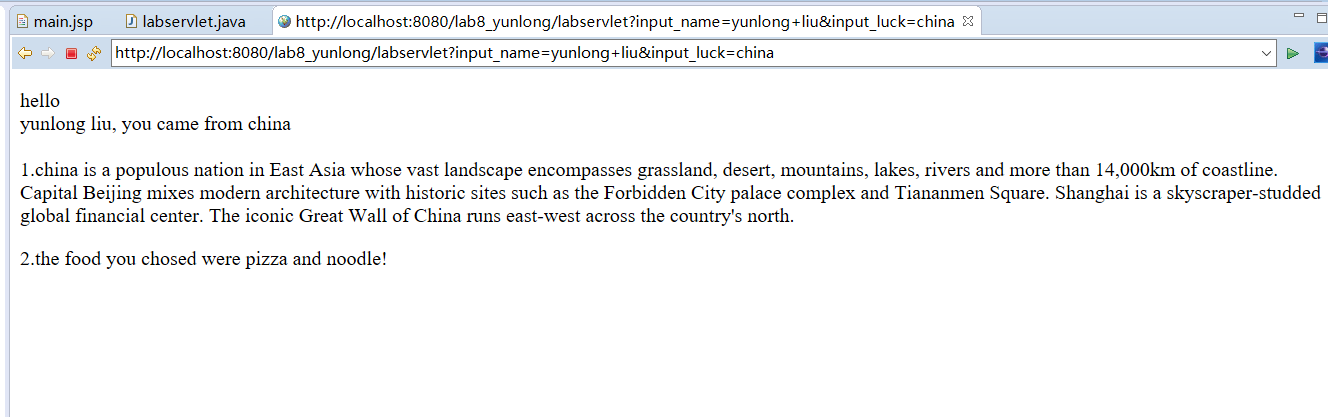 main.jsp labservlet.java http://localhost:8080/lab8_yunlong/labservlet?input_name=yunlong+liu&input_luck=china
http://localhost:8080/lab8_yunlong/labservlet?input_name=yunlong+liu&input_luck=china
hello
yunlong liu, you came from china
1.china is a populous nation in East Asia whose vast landscape encompasses grassland, desert, mountains, lakes, rivers and more than 14,000km of coastline.
Capital Beijing mixes modern architecture with historic sites such as the Forbidden City palace complex and Tiananmen Square. Shanghai is a skyscraper-studded
global financial center. The iconic Great Wall of China runs east-west across the country's north.
2.the food you chosed were pizza and noodle!